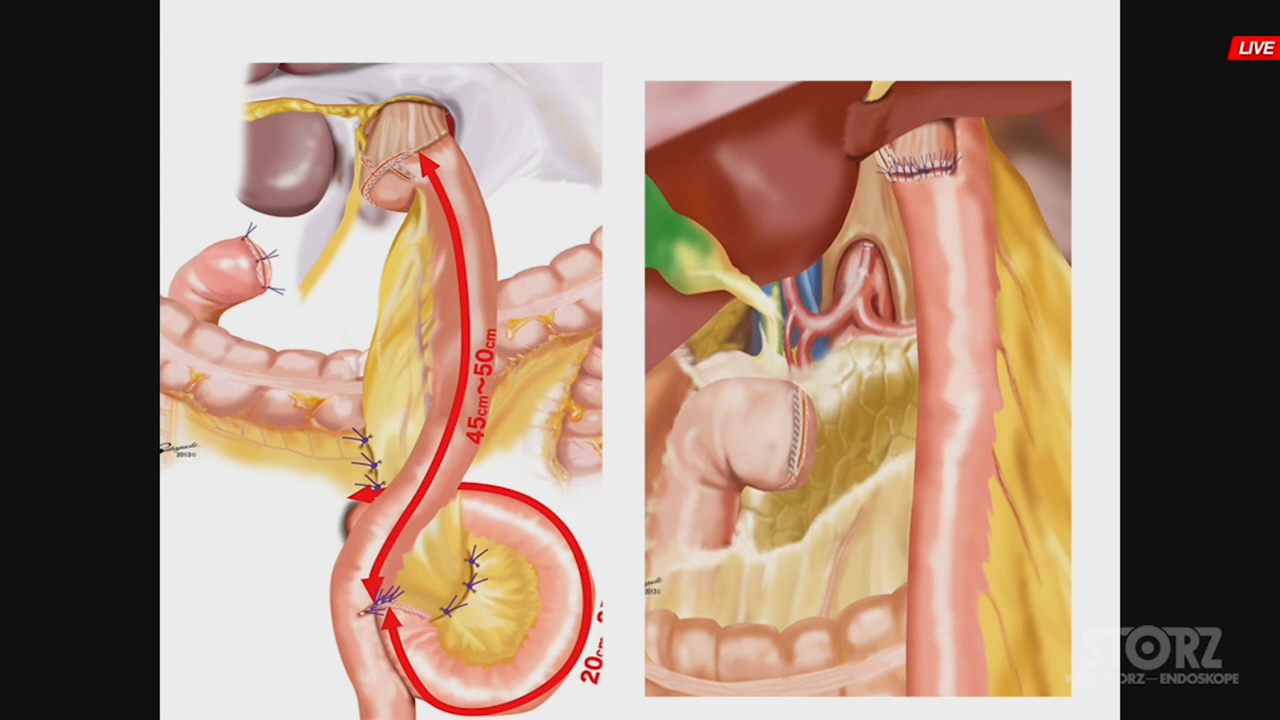 LIVE
45cm~50cm
20cm
2013©
2013©
STORZ
KARL STORZ—ENDOSKOPE